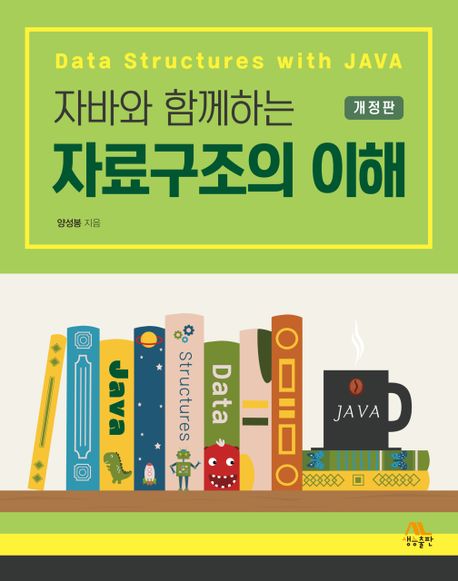 Data Structures with JAVA
자바와 함께하는
개정판
자료구조의 이해
양성봉 지음
Java
Structures
Data
JAVA
생능출판